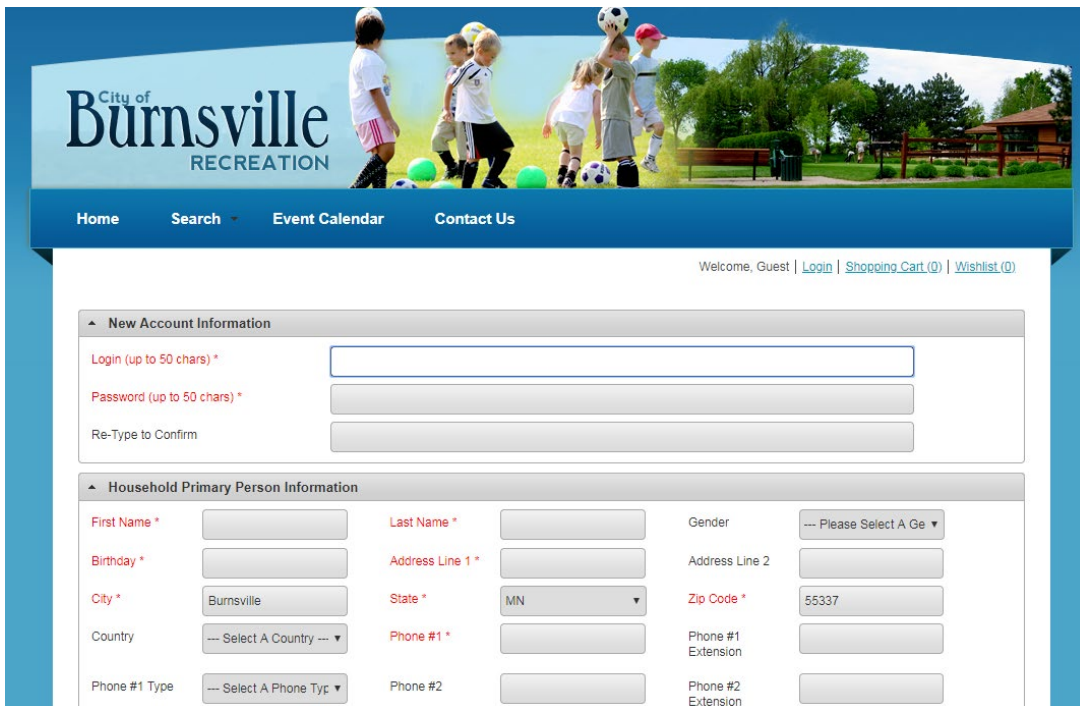 City of
Burnsville
RECREATION
Home Search Event Calendar Contact Us
Welcome, Guest | Login | Shopping Cart (0) | Wishlist (0)
New Account Information
Login (up to 50 chars) *
Password (up to 50 chars) *
Re-Type to Confirm
Household Primary Person Information
First Name * Last Name * Gender --- Please Select A Ge
Birthday * Address Line 1 * Address Line 2
City * Burnsville State * MN Zip Code * 55337
Country --- Select A Country --- Phone #1 * Phone #1
Extension
Phone #1 Type --- Select A Phone Typ Phone #2 Phone #2
Extension